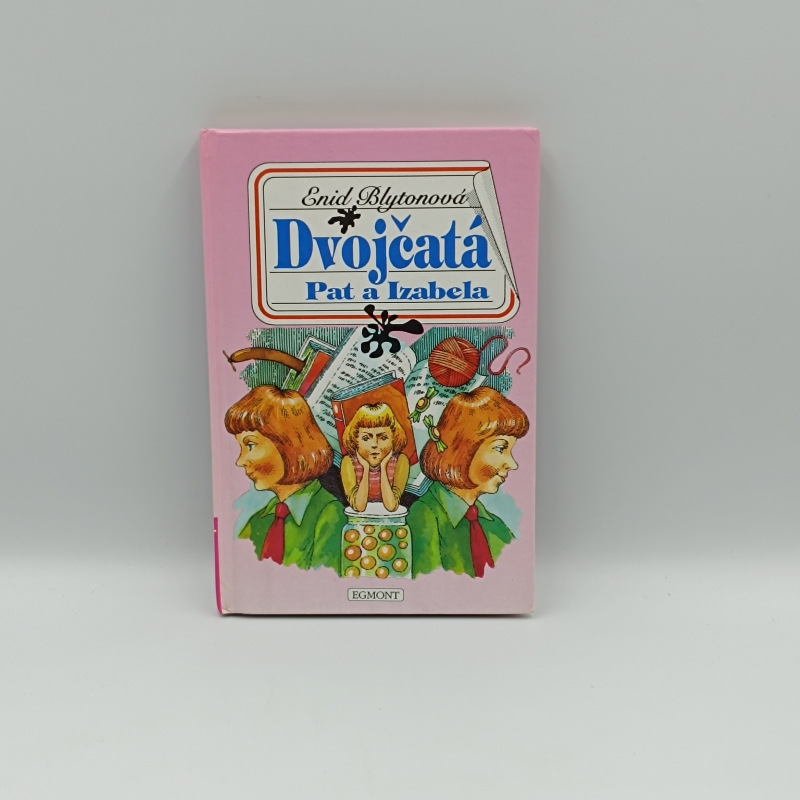 Enid Blytonová
Dvojčatá
Pat a Izabela
EGMONT